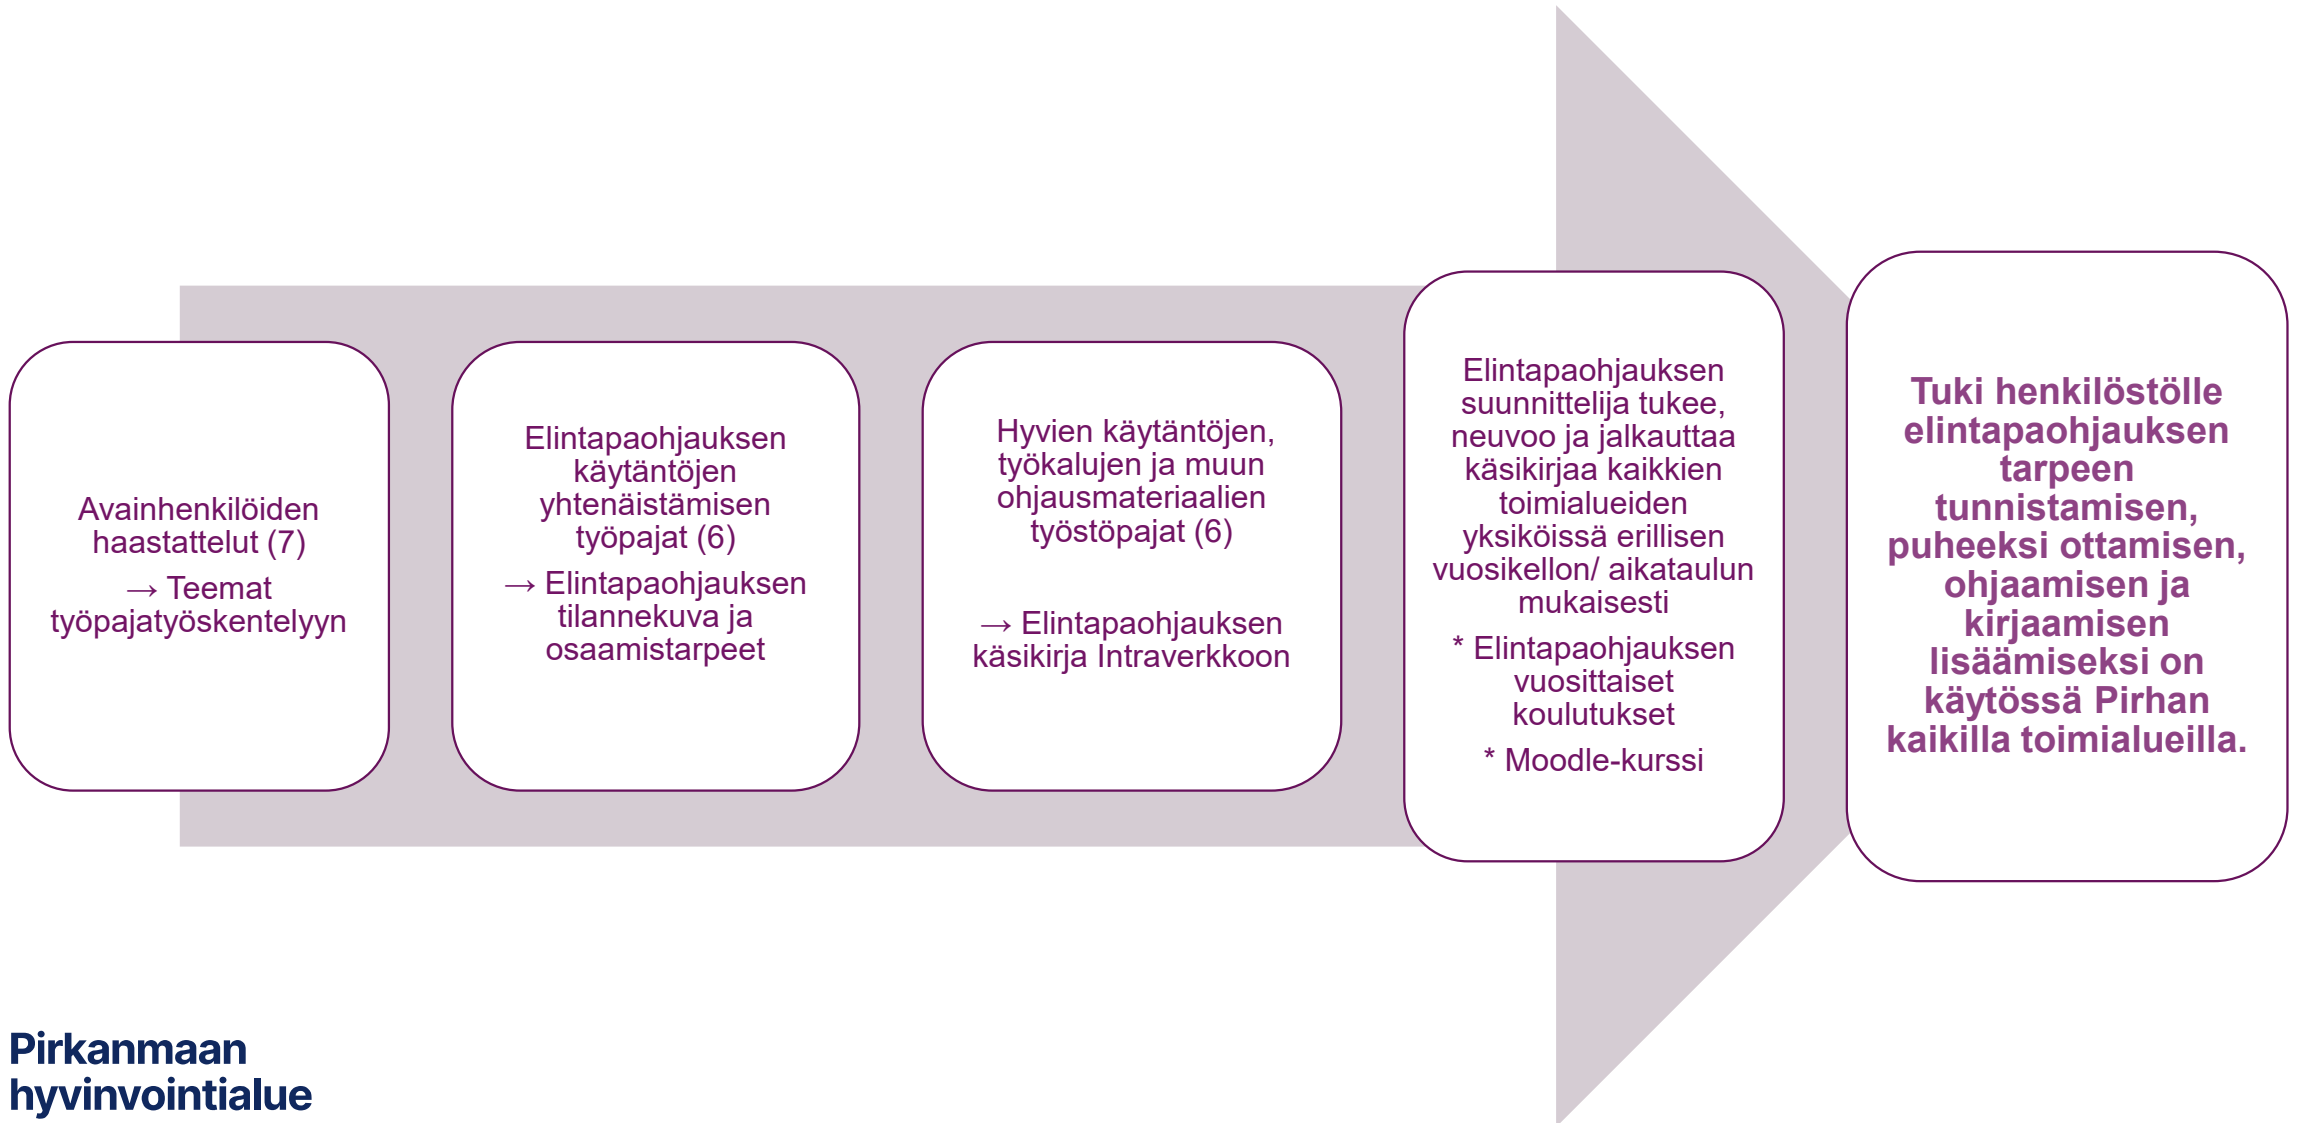 Avainhenkilöiden
haastattelut (7)
→ Teemat
työpajatyöskentelyyn
Elintapaohjauksen
käytäntöjen
yhtenäistämisen
työpajat (6)
→ Elintapaohjauksen
tilannekuva ja
osaamistarpeet
Hyvien käytäntöjen,
työkalujen ja muun
ohjausmateriaalien
työstöpajat (6)
→ Elintapaohjauksen
käsikirja Intraverkkoon
Elintapaohjauksen
suunnittelija tukee,
neuvoo ja jalkauttaa
käsikirjaa kaikkien
toimialueiden
yksiköissä erillisen
vuosikellon/ aikataulun
mukaisesti
* Elintapaohjauksen
vuosittaiset
koulutukset
* Moodle-kurssi
Tuki henkilöstölle
elintapaohjauksen
tarpeen
tunnistamisen,
puheeksi ottamisen,
ohjaamisen ja
kirjaamisen
lisäämiseksi on
käytössä Pirhan
kaikilla toimialueilla.
Pirkanmaan
hyvinvointialue